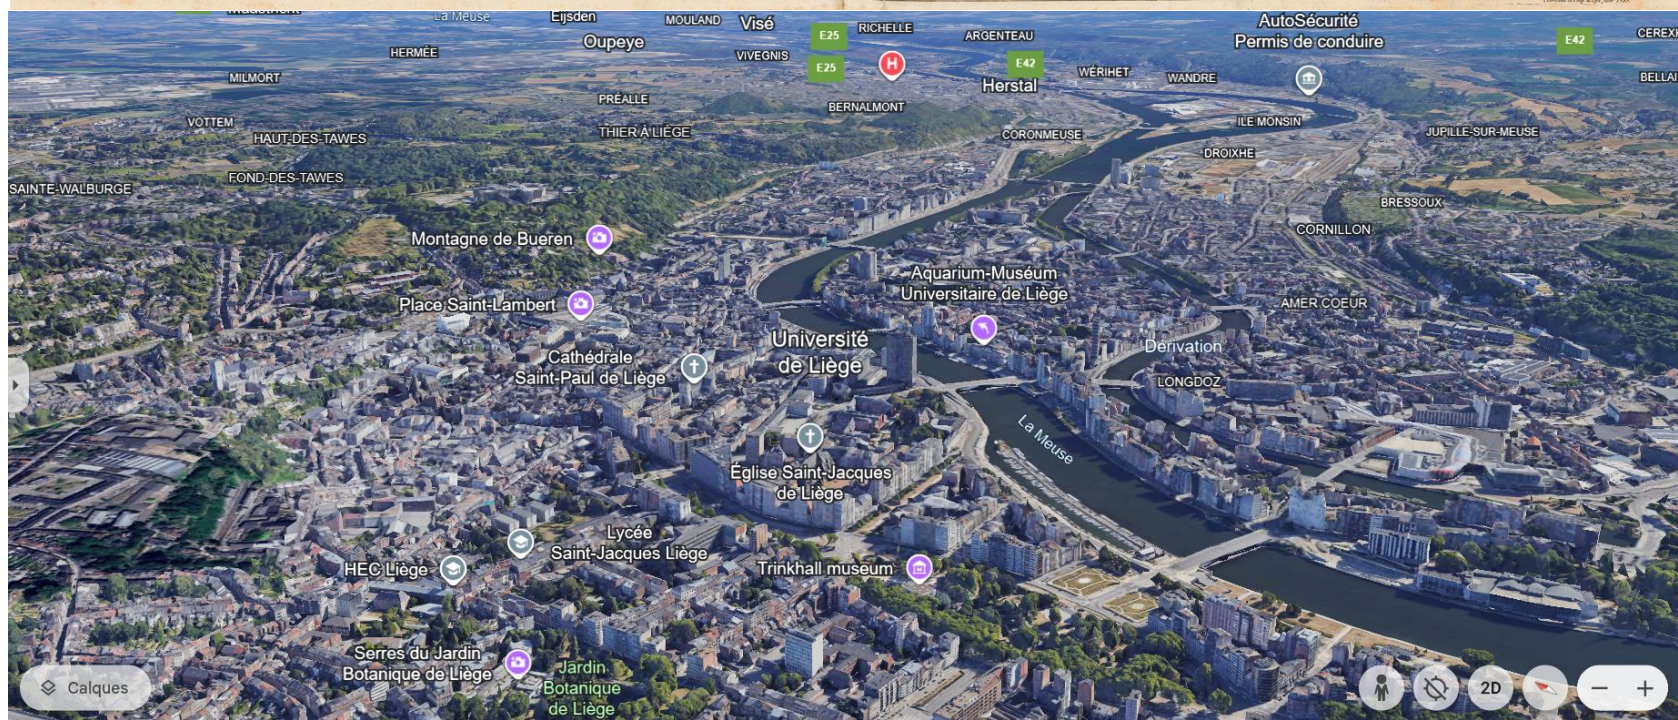 La Meuse
Eijsden
MOULAND
Visé
E25
RICHELLE
AutoSécurité
Permis de conduire
HERMÉE
Oupeye
VIVEGNIS
E25
ARGENTEAU
E42
E42
MILMORT
Herstal
WÉRIHET
WANDRE
PRÉALLE
BERNALMONT
VOTTEM
HAUT-DES-TAWES
THIER-À-LIÈGE
CORONMEUSE
ILE MONSIN
JUPILLE-SUR-MEUSE
DROIXHE
SAINTE-WALBURGE
FOND-DES-TAWES
BRESSOUX
CORNILLON
Montagne de Bueren
Aquarium-Muséum
Universitaire de Liège
AMER COEUR
Place Saint-Lambert
Université
de Liège
Dérivation
Cathédrale
Saint-Paul de Liège
LONGDOZ
La Meuse
Église Saint-Jacques
de Liège
Lycée
Saint-Jacques Liège
HEC Liège
Trinkhall museum
Serres du Jardin
Botanique de Liège
Jardin
Botanique
de Liège
Calques
2D